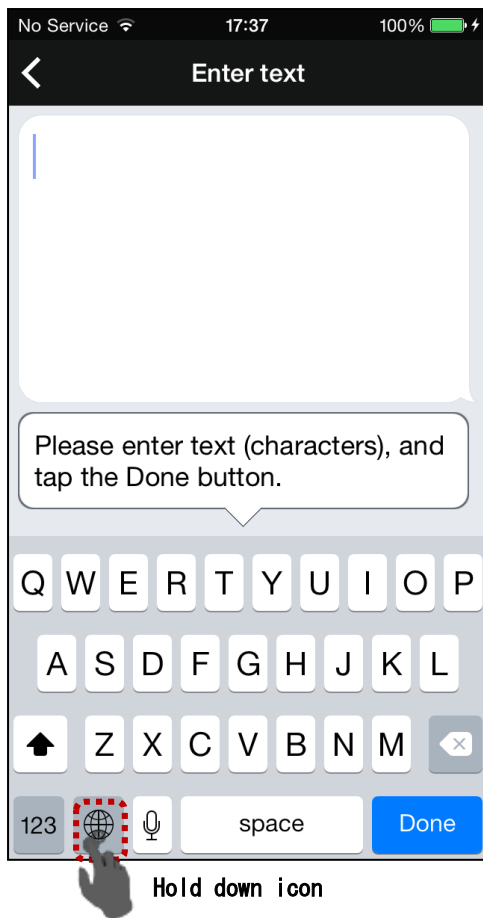 No Service 17:37 100%
Enter text
Please enter text (characters), and
tap the Done button.
Q W E R T Y U I O P
A S D F G H J K L
Z X C V B N M
123 space Done
Hold down icon